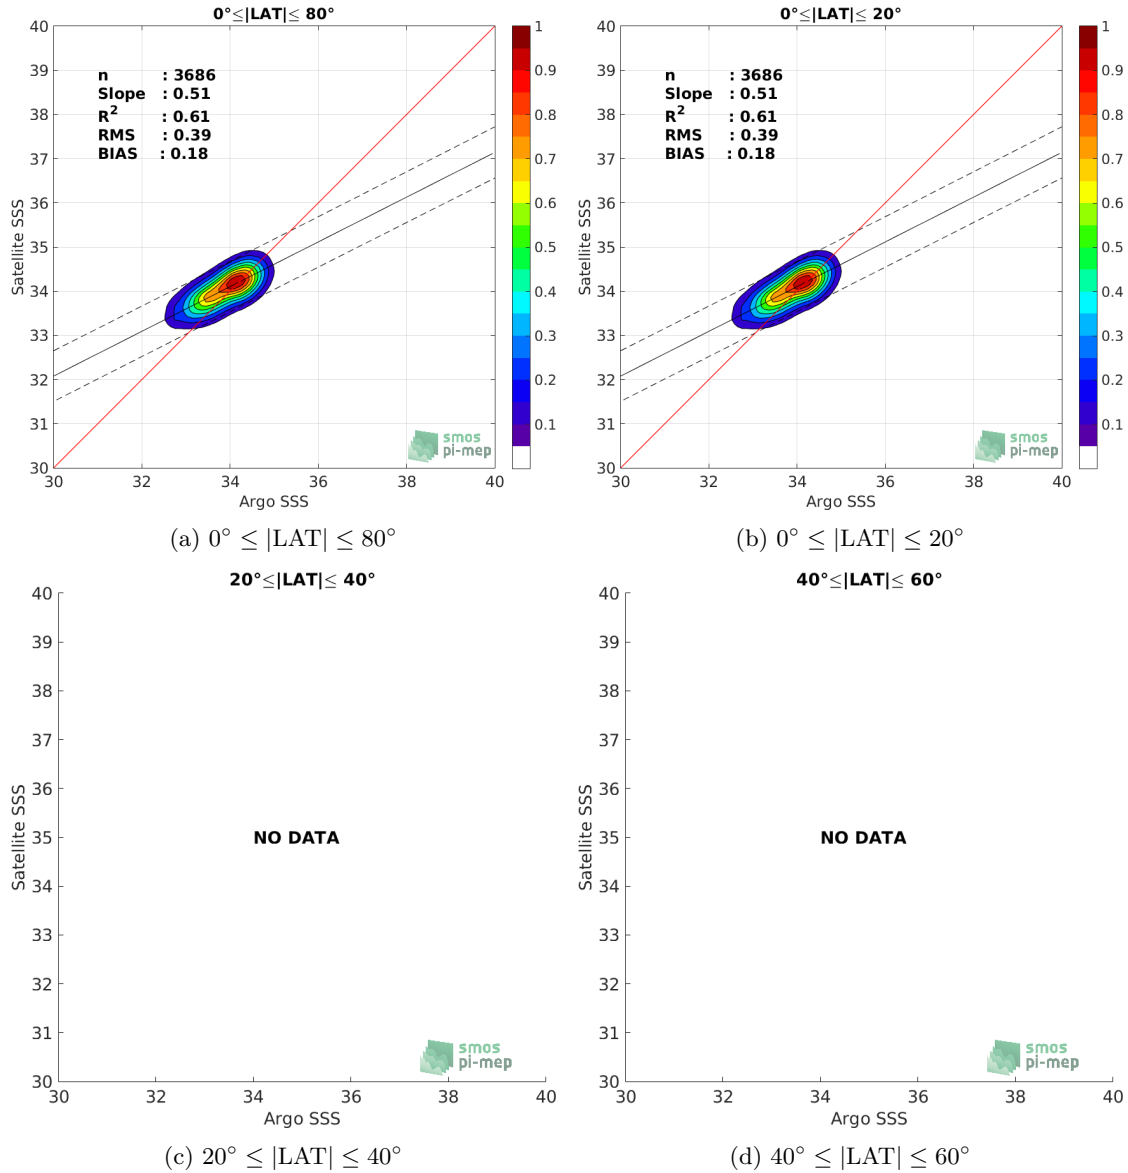 0°≤|LAT|≤ 80°
40
39
38
37
36
35
34
33
32
31
30
Satellite SSS
n : 3686
Slope : 0.51
R² : 0.61
RMS : 0.39
BIAS : 0.18
smos
pi-mep
30 32 34 36 38 40
Argo SSS
1
0.9
0.8
0.7
0.6
0.5
0.4
0.3
0.2
0.1
(a) 0° ≤ |LAT| ≤ 80°
0°≤|LAT|≤ 20°
40
39
38
37
36
35
34
33
32
31
30
Satellite SSS
n : 3686
Slope : 0.51
R² : 0.61
RMS : 0.39
BIAS : 0.18
smos
pi-mep
30 32 34 36 38 40
Argo SSS
1
0.9
0.8
0.7
0.6
0.5
0.4
0.3
0.2
0.1
(b) 0° ≤ |LAT| ≤ 20°
20°≤|LAT|≤ 40°
40
39
38
37
36
35
34
33
32
31
30
Satellite SSS
NO DATA
smos
pi-mep
30 32 34 36 38 40
Argo SSS
(c) 20° ≤ |LAT| ≤ 40°
40°≤|LAT|≤ 60°
40
39
38
37
36
35
34
33
32
31
30
Satellite SSS
NO DATA
smos
pi-mep
30 32 34 36 38 40
Argo SSS
(d) 40° ≤ |LAT| ≤ 60°